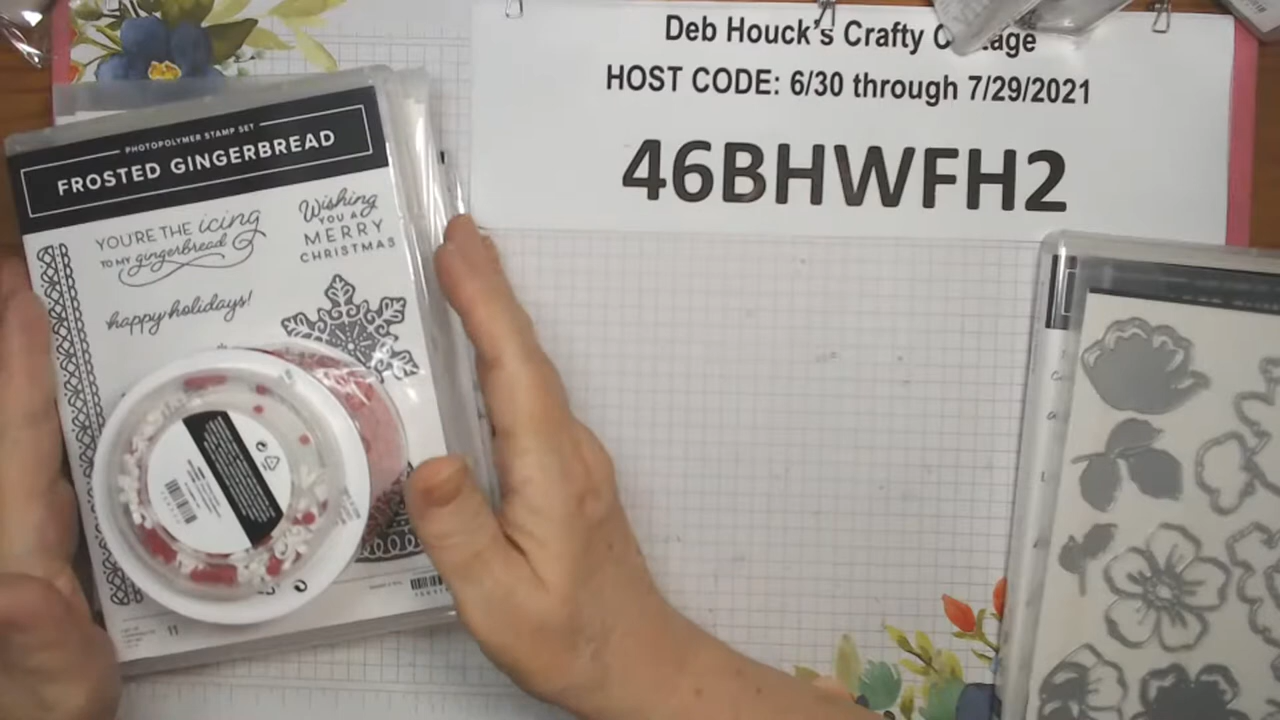 Deb Houck's Crafty
HOST CODE: 6/30 through 7/29/2021
46BHWFH2
PHOTOPOLYMER STAMP SET
FROSTED GINGERBREAD
YOU'RE THE icing
TO MY gingerbread
Wishing
YOU A
MERRY
CHRISTMAS
happy holidays!
11